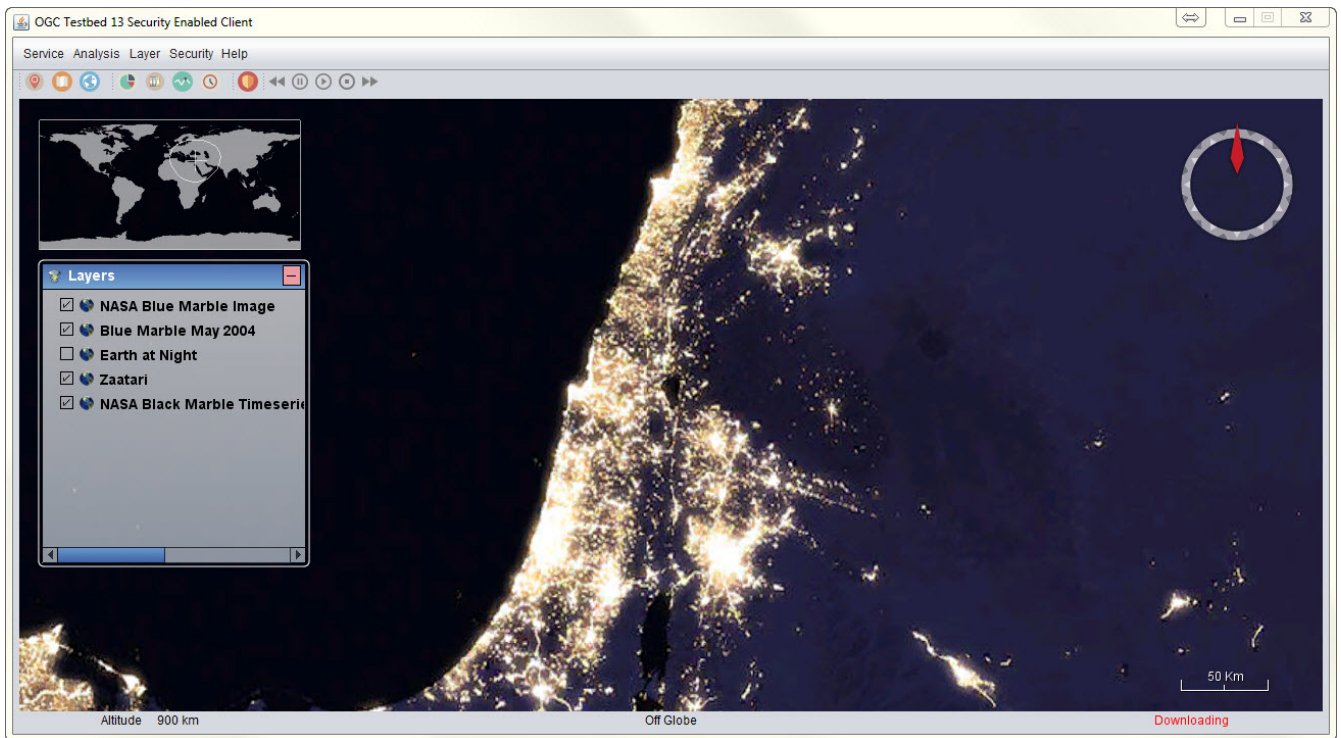 OGC Testbed 13 Security Enabled Client
Service Analysis Layer Security Help
Layers
NASA Blue Marble Image
Blue Marble May 2004
Earth at Night
Zaatari
NASA Black Marble Timeserie
50 Km
Altitude 900 km Off Globe Downloading